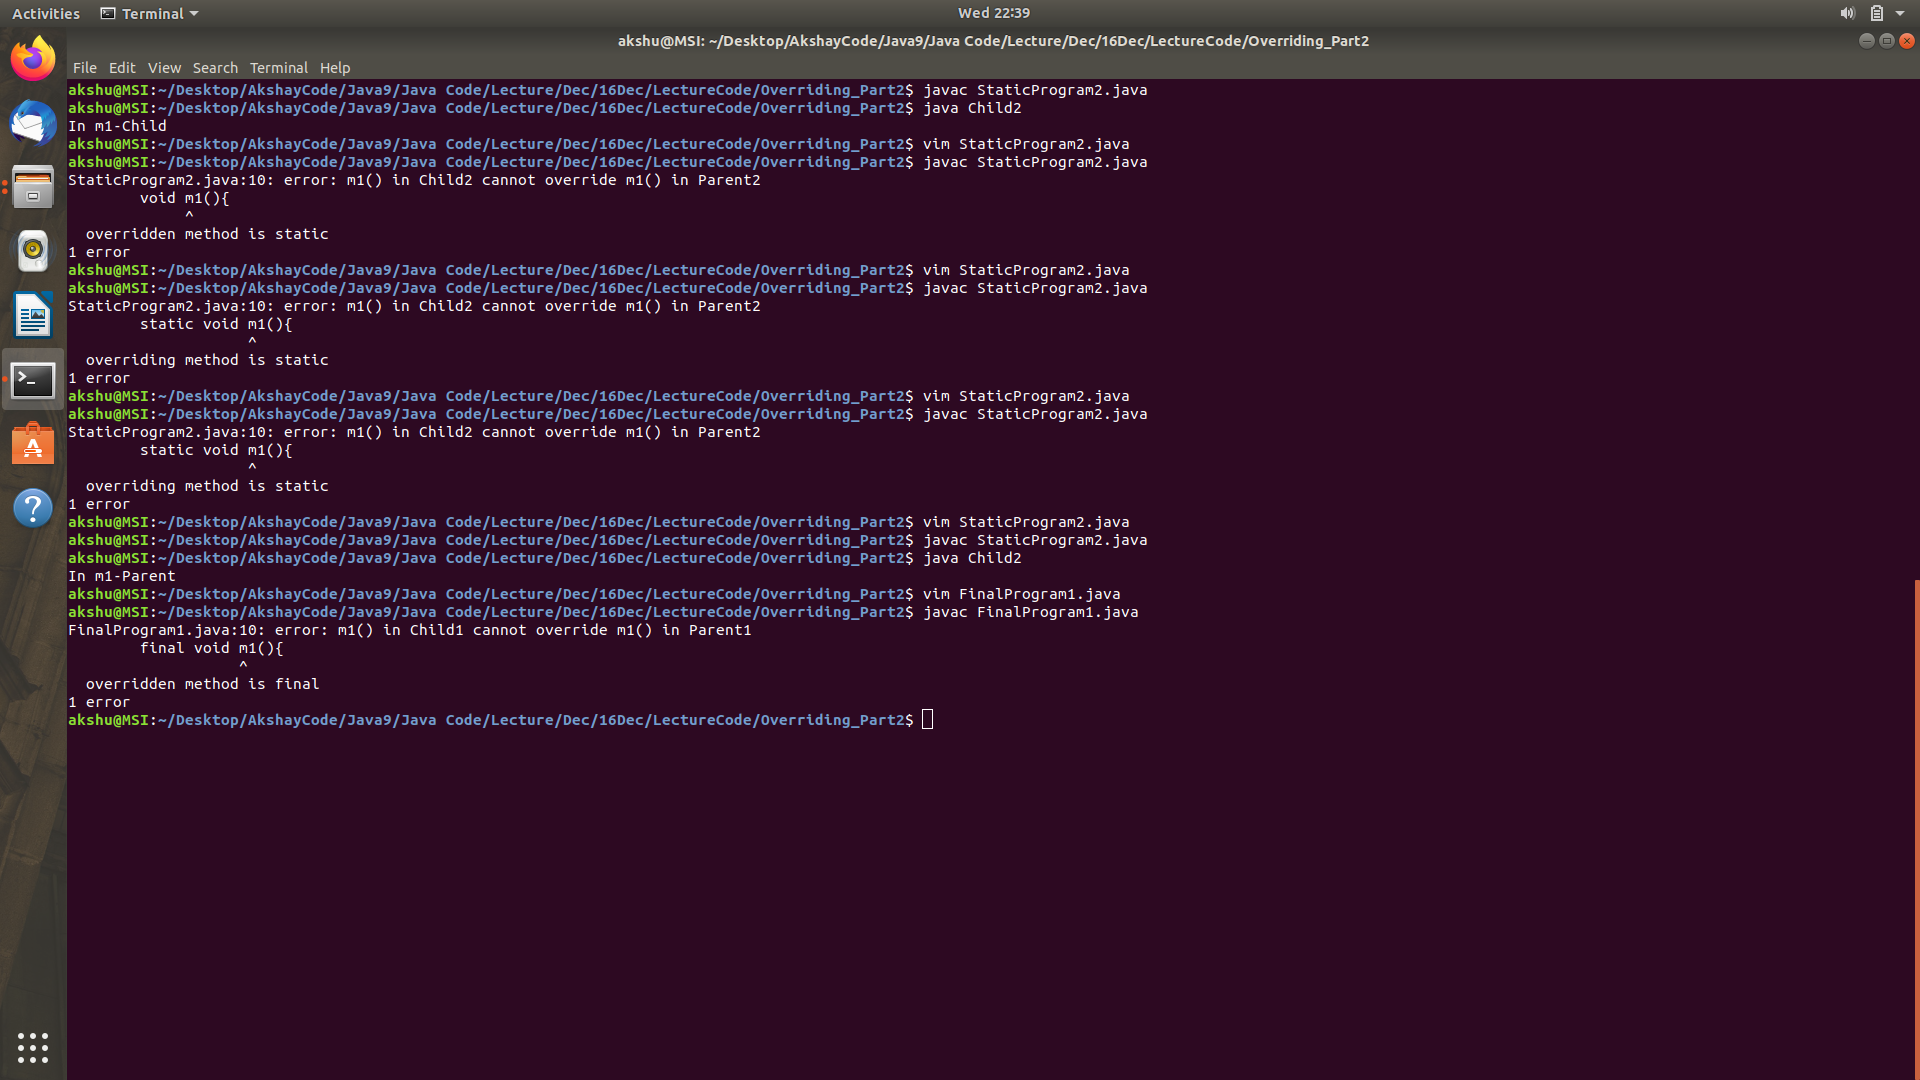 Activities
Terminal
Wed 22:39
akshu@MSI: ~/Desktop/AkshayCode/Java9/Java Code/Lecture/Dec/16Dec/LectureCode/Overriding_Part2
File Edit View Search Terminal Help
akshu@MSI:~/Desktop/AkshayCode/Java9/Java Code/Lecture/Dec/16Dec/LectureCode/Overriding_Part2$ javac StaticProgram2.java
akshu@MSI:~/Desktop/AkshayCode/Java9/Java Code/Lecture/Dec/16Dec/LectureCode/Overriding_Part2$ java Child2
In m1-Child
akshu@MSI:~/Desktop/AkshayCode/Java9/Java Code/Lecture/Dec/16Dec/LectureCode/Overriding_Part2$ vim StaticProgram2.java
akshu@MSI:~/Desktop/AkshayCode/Java9/Java Code/Lecture/Dec/16Dec/LectureCode/Overriding_Part2$ javac StaticProgram2.java
StaticProgram2.java:10: error: m1() in Child2 cannot override m1() in Parent2
        void m1(){
             ^
  overridden method is static
1 error
akshu@MSI:~/Desktop/AkshayCode/Java9/Java Code/Lecture/Dec/16Dec/LectureCode/Overriding_Part2$ vim StaticProgram2.java
akshu@MSI:~/Desktop/AkshayCode/Java9/Java Code/Lecture/Dec/16Dec/LectureCode/Overriding_Part2$ javac StaticProgram2.java
StaticProgram2.java:10: error: m1() in Child2 cannot override m1() in Parent2
        static void m1(){
                    ^
  overriding method is static
1 error
akshu@MSI:~/Desktop/AkshayCode/Java9/Java Code/Lecture/Dec/16Dec/LectureCode/Overriding_Part2$ vim StaticProgram2.java
akshu@MSI:~/Desktop/AkshayCode/Java9/Java Code/Lecture/Dec/16Dec/LectureCode/Overriding_Part2$ javac StaticProgram2.java
StaticProgram2.java:10: error: m1() in Child2 cannot override m1() in Parent2
        static void m1(){
                    ^
  overriding method is static
1 error
akshu@MSI:~/Desktop/AkshayCode/Java9/Java Code/Lecture/Dec/16Dec/LectureCode/Overriding_Part2$ vim StaticProgram2.java
akshu@MSI:~/Desktop/AkshayCode/Java9/Java Code/Lecture/Dec/16Dec/LectureCode/Overriding_Part2$ javac StaticProgram2.java
akshu@MSI:~/Desktop/AkshayCode/Java9/Java Code/Lecture/Dec/16Dec/LectureCode/Overriding_Part2$ java Child2
In m1-Parent
akshu@MSI:~/Desktop/AkshayCode/Java9/Java Code/Lecture/Dec/16Dec/LectureCode/Overriding_Part2$ vim FinalProgram1.java
akshu@MSI:~/Desktop/AkshayCode/Java9/Java Code/Lecture/Dec/16Dec/LectureCode/Overriding_Part2$ javac FinalProgram1.java
FinalProgram1.java:10: error: m1() in Child1 cannot override m1() in Parent1
        final void m1(){
                   ^
  overridden method is final
1 error
akshu@MSI:~/Desktop/AkshayCode/Java9/Java Code/Lecture/Dec/16Dec/LectureCode/Overriding_Part2$